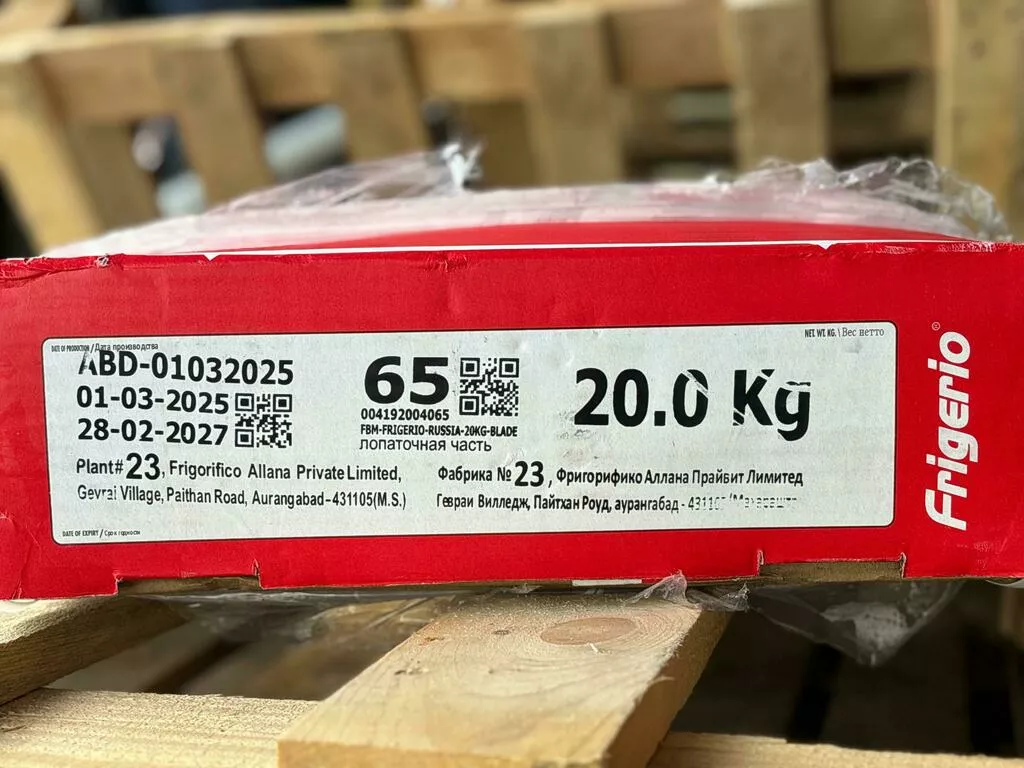 DATE OF PRODUCTION / Дата производства
ABD-01032025
01-03-2025
28-02-2027
65
004192004065
FBM-FRIGERIO-RUSSIA-20KG-BLADE
лопаточная часть
NET. WT. KG. \ Вес нетто
20.0 Kg
Plant# 23, Frigorifico Allana Private Limited,
Gevrai Village, Paithan Road, Aurangabad-431105(M.S.)
Фабрика № 23, Фригорифико Аллана Прайбит Лимитед
Гевраи Вилледж, Пайтхан Роуд, аурангабад -
DATE OF EXPIRY / Срок годности
Frigerio®